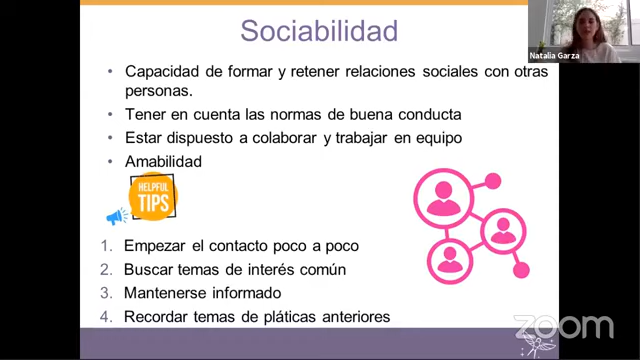 Sociabilidad
Natalia Garza
• Capacidad de formar y retener relaciones sociales con otras
personas.
• Tener en cuenta las normas de buena conducta
• Estar dispuesto a colaborar y trabajar en equipo
• Amabilidad
HELPFUL
TIPS
1. Empezar el contacto poco a poco
2. Buscar temas de interés común
3. Mantenerse informado
4. Recordar temas de pláticas anteriores
zoom